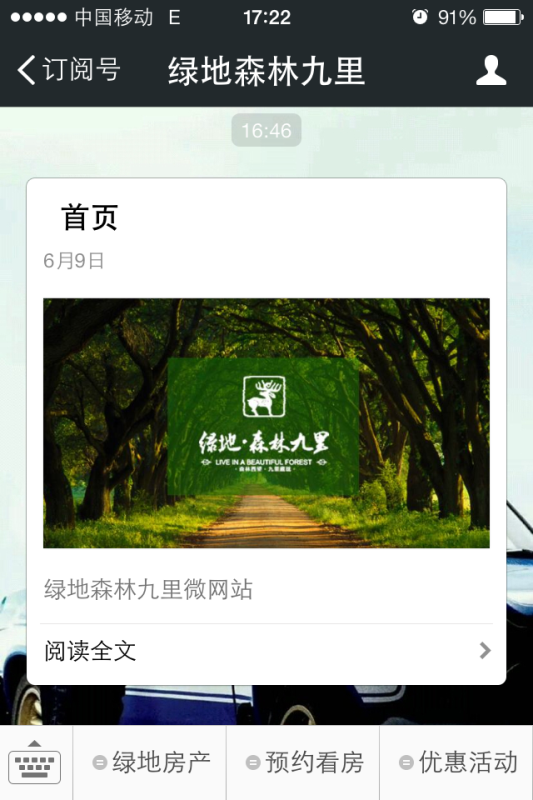 中国移动 E 17:22 91%
订阅号 绿地森林九里
16:46
首页
6月9日
绿地·森林九里
LIVE IN A BEAUTIFUL FOREST
绿地森林九里微网站
阅读全文
绿地房产 预约看房 优惠活动